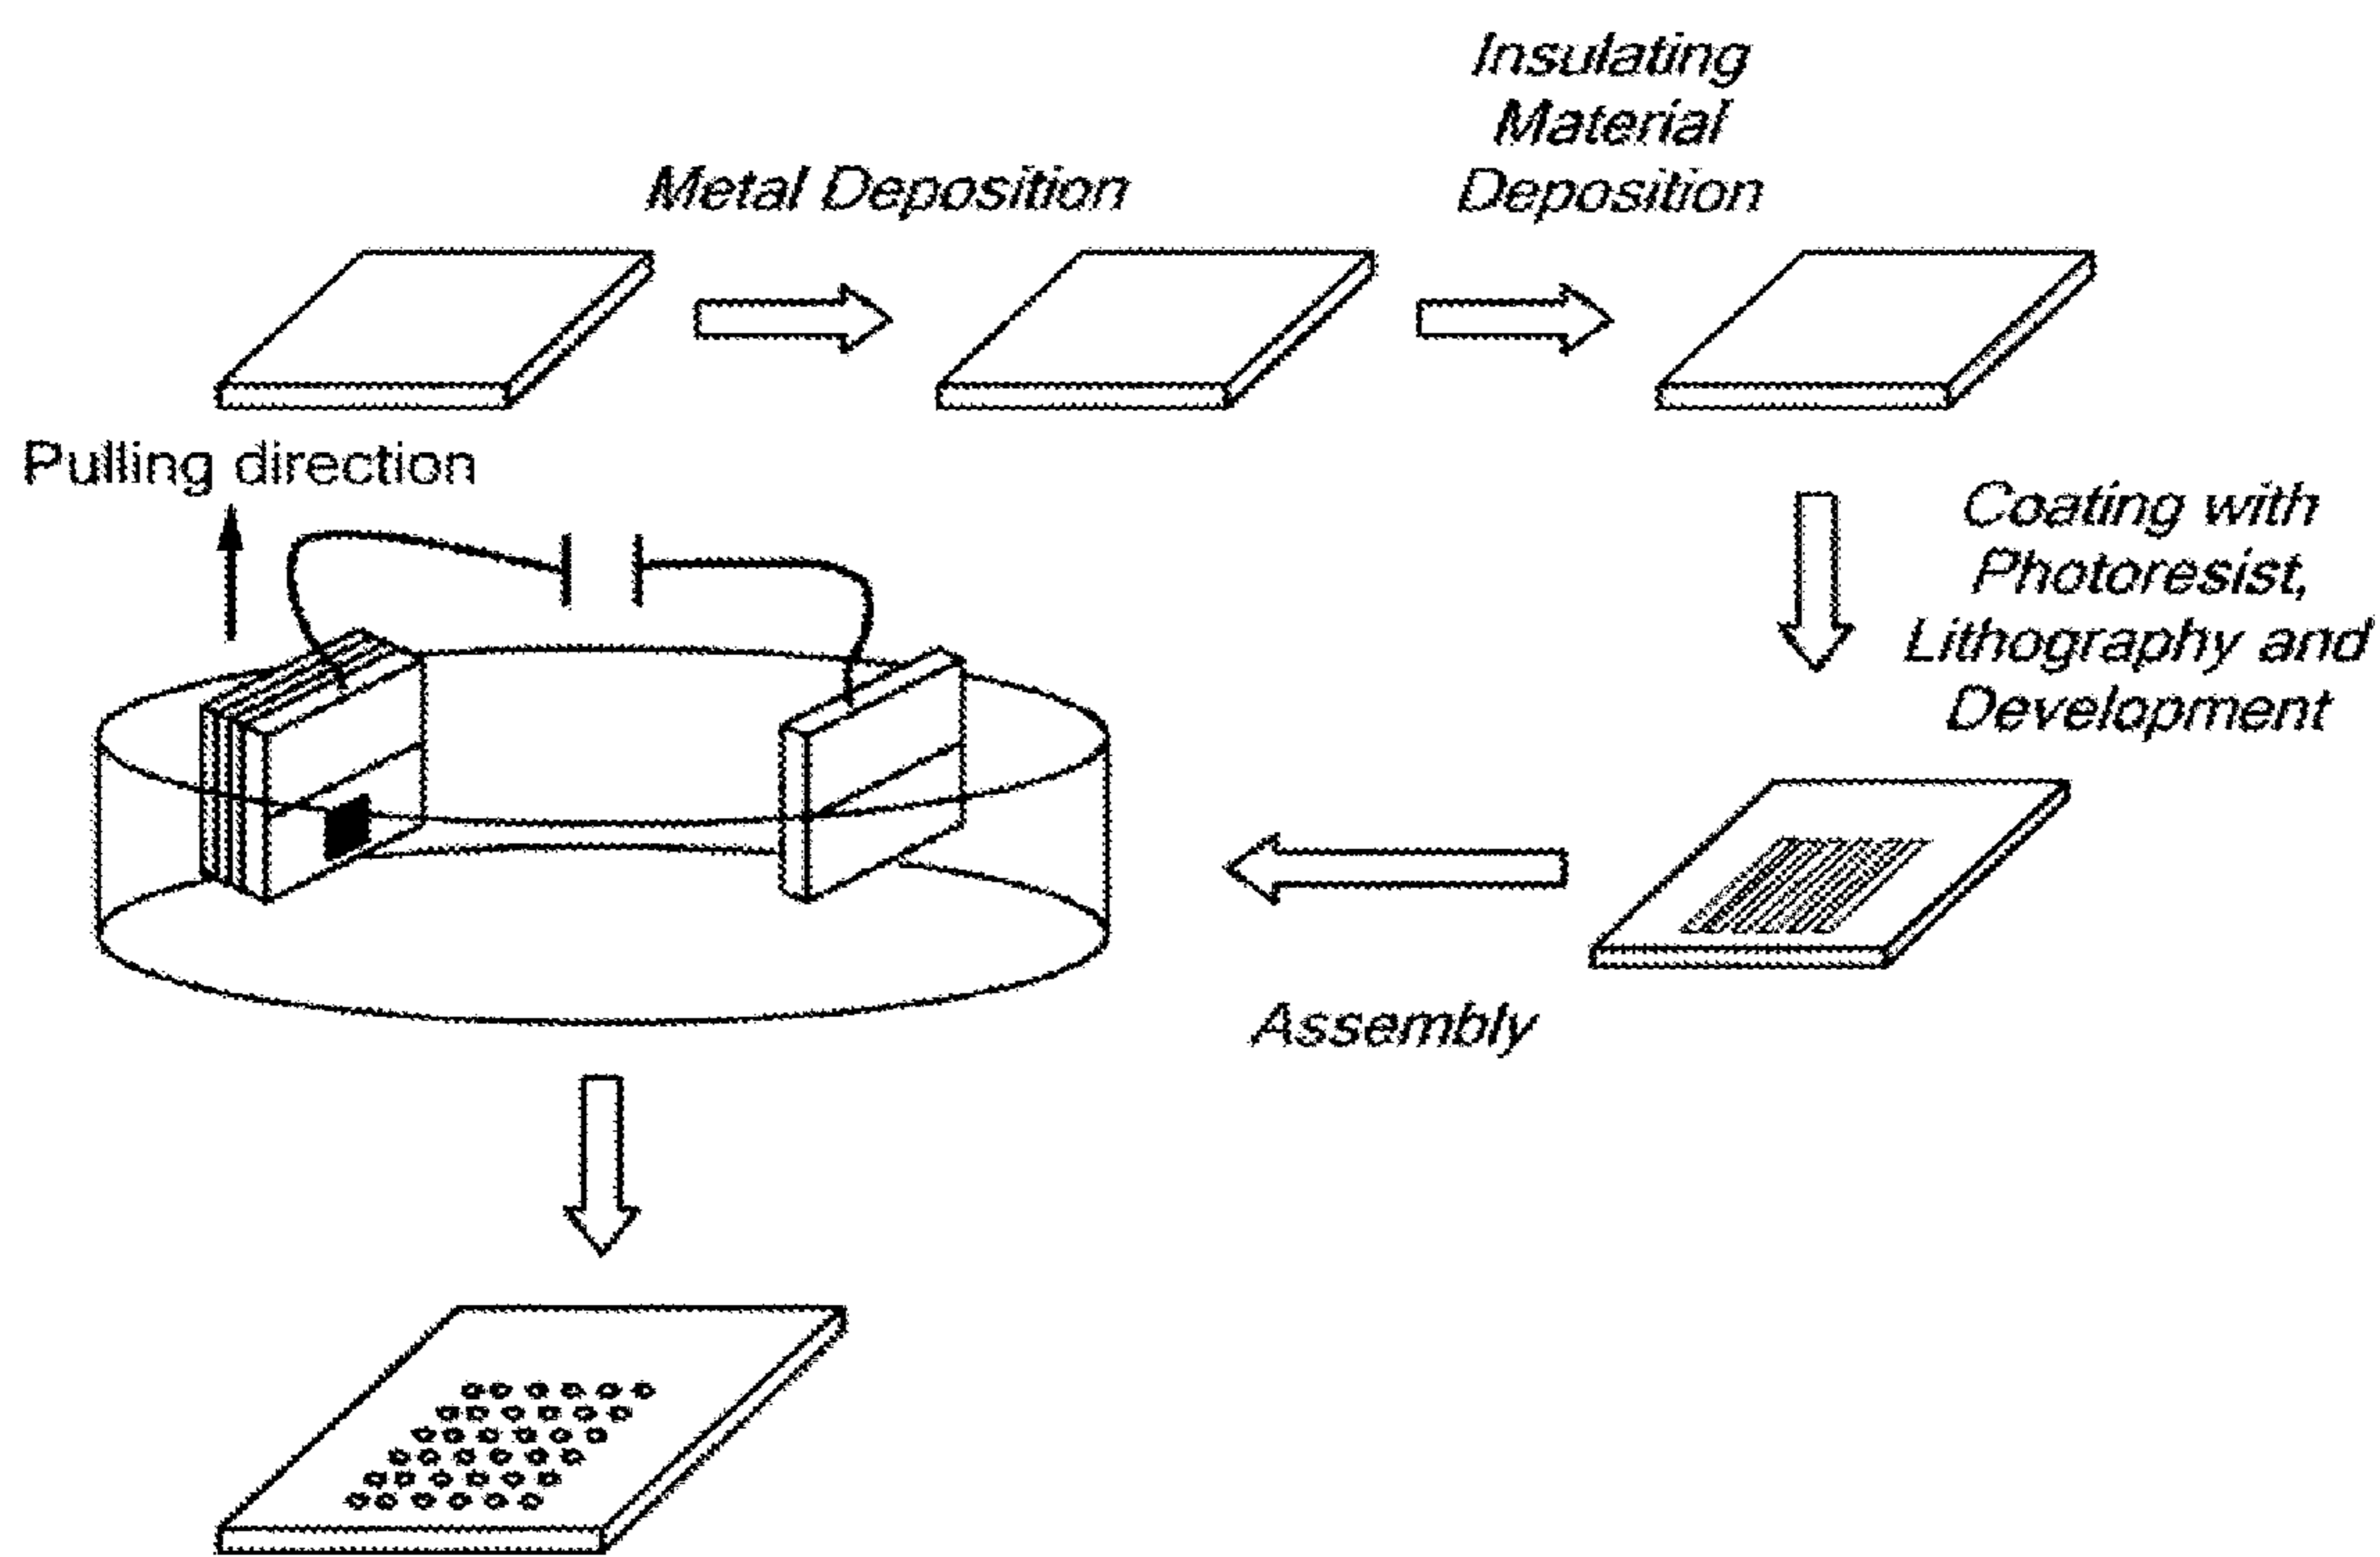 Insulating
Material
Deposition
Metal Deposition
Pulling direction
Coating with
Photoresist,
Lithography and
Development
Assembly